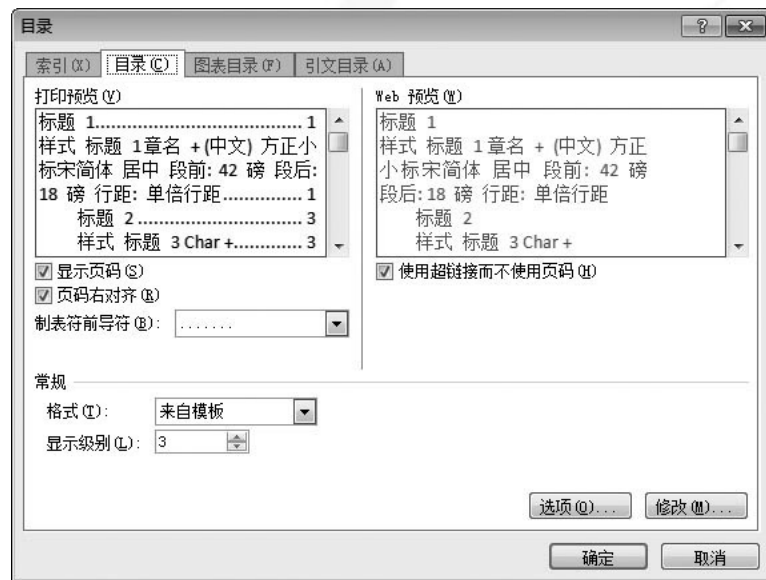 目录
索引(X) 目录(C) 图表目录(F) 引文目录(A)
打印预览(V)
标题 1................................ 1
样式 标题 1章名 +(中文) 方正小
标宋简体 居中 段前: 42 磅 段后:
18 磅 行距: 单倍行距................ 1
标题 2......................... 3
样式 标题 3 Char +............. 3
显示页码(S)
页码右对齐(R)
制表符前导符(B): .......
Web 预览(W)
标题 1
样式 标题 1章名 + (中文) 方正
小标宋简体 居中 段前: 42 磅
段后: 18 磅 行距: 单倍行距
标题 2
样式 标题 3 Char +
使用超链接而不使用页码(H)
常规
格式(T): 来自模板
显示级别(L): 3
选项(O)... 修改(M)...
确定 取消